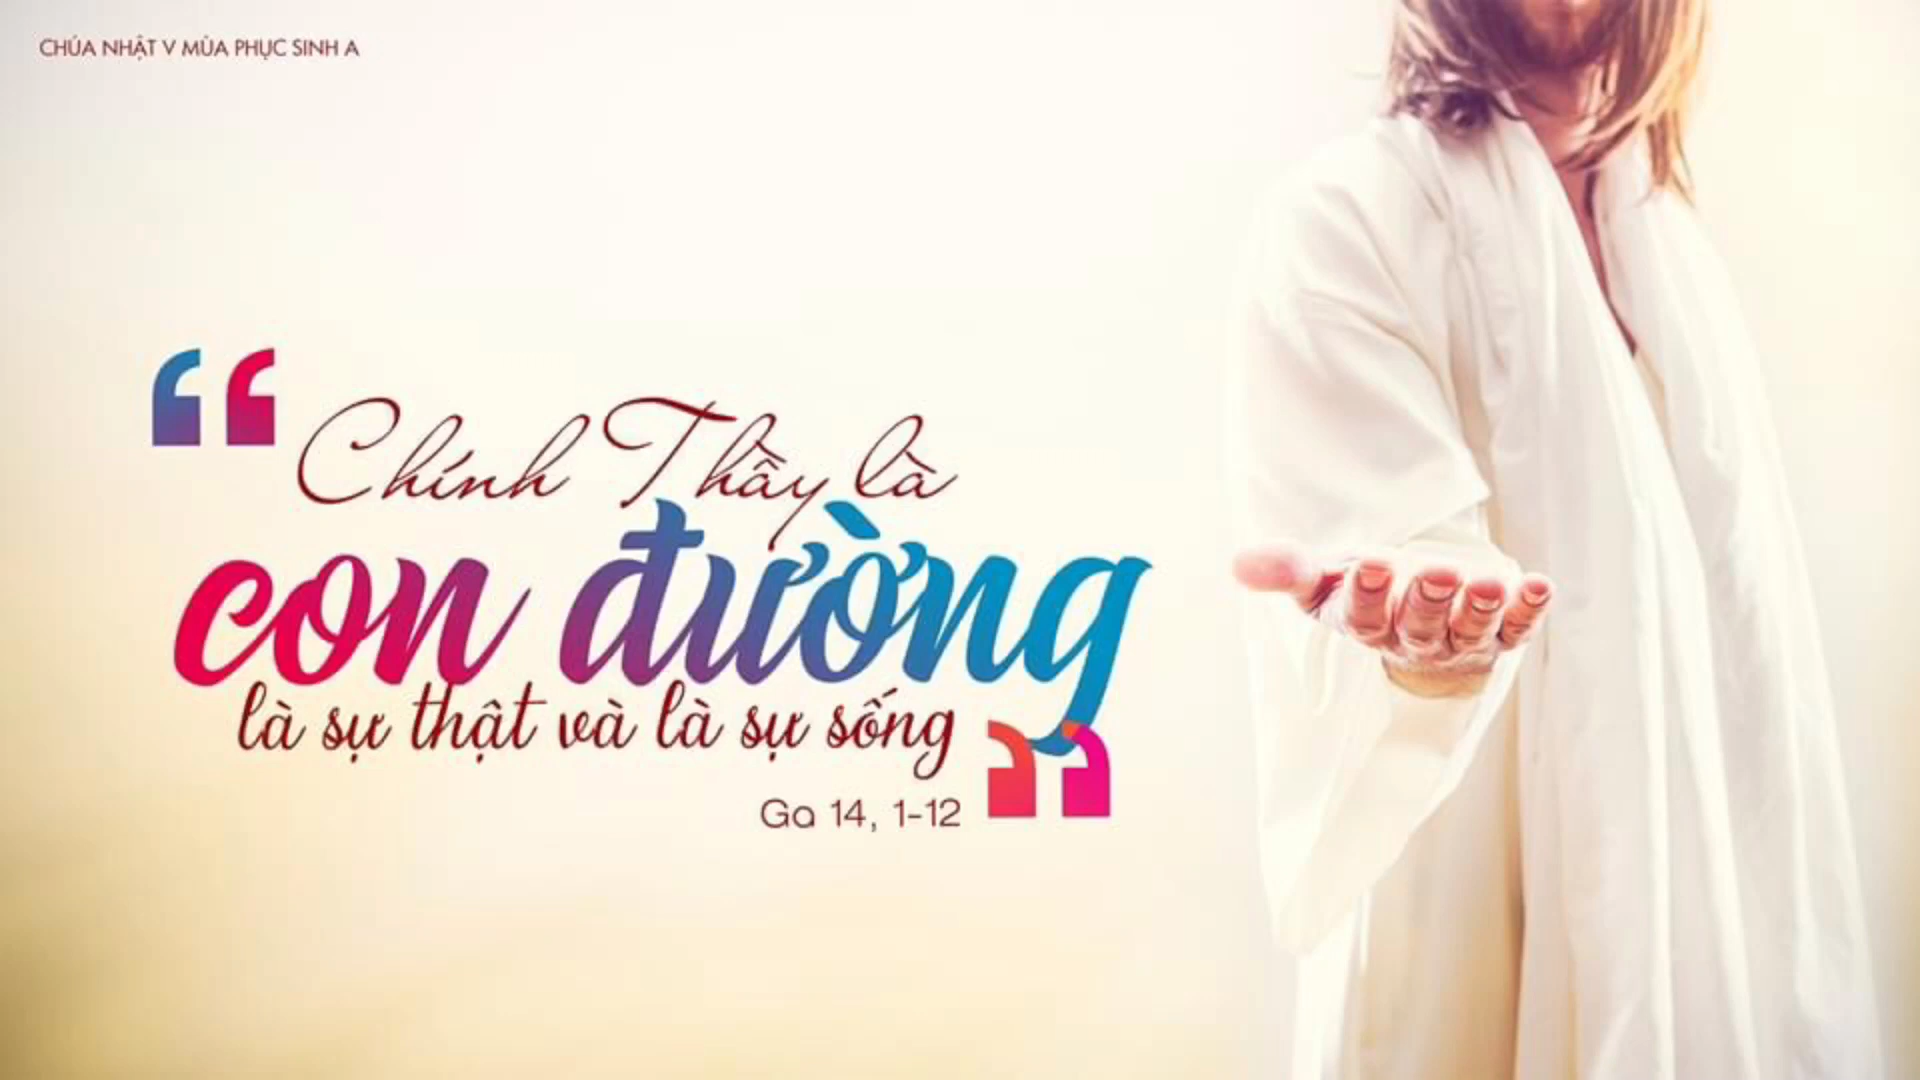 CHÚA NHẬT V MÙA PHỤC SINH A
“Chính Thầy là
con đường
là sự thật và là sự sống”
Ga 14, 1-12